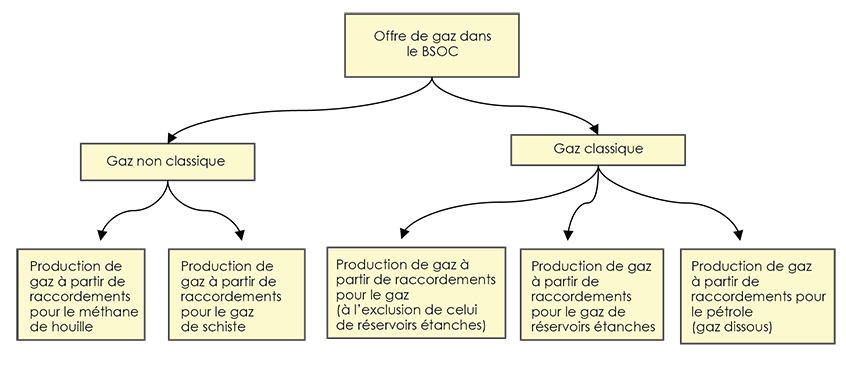 Offre de gaz dans
le BSOC
Gaz non classique
Gaz classique
Production de
gaz à partir de
raccordements
pour le méthane
de houille
Production de
gaz à partir de
raccordements
pour le gaz
de schiste
Production de gaz à
partir de raccordements
pour le gaz
(à l'exclusion de celui
de réservoirs étanches)
Production de gaz
à partir de
raccordements
pour le gaz de
réservoirs étanches
Production de gaz
à partir de
raccordements pour
le pétrole
(gaz dissous)